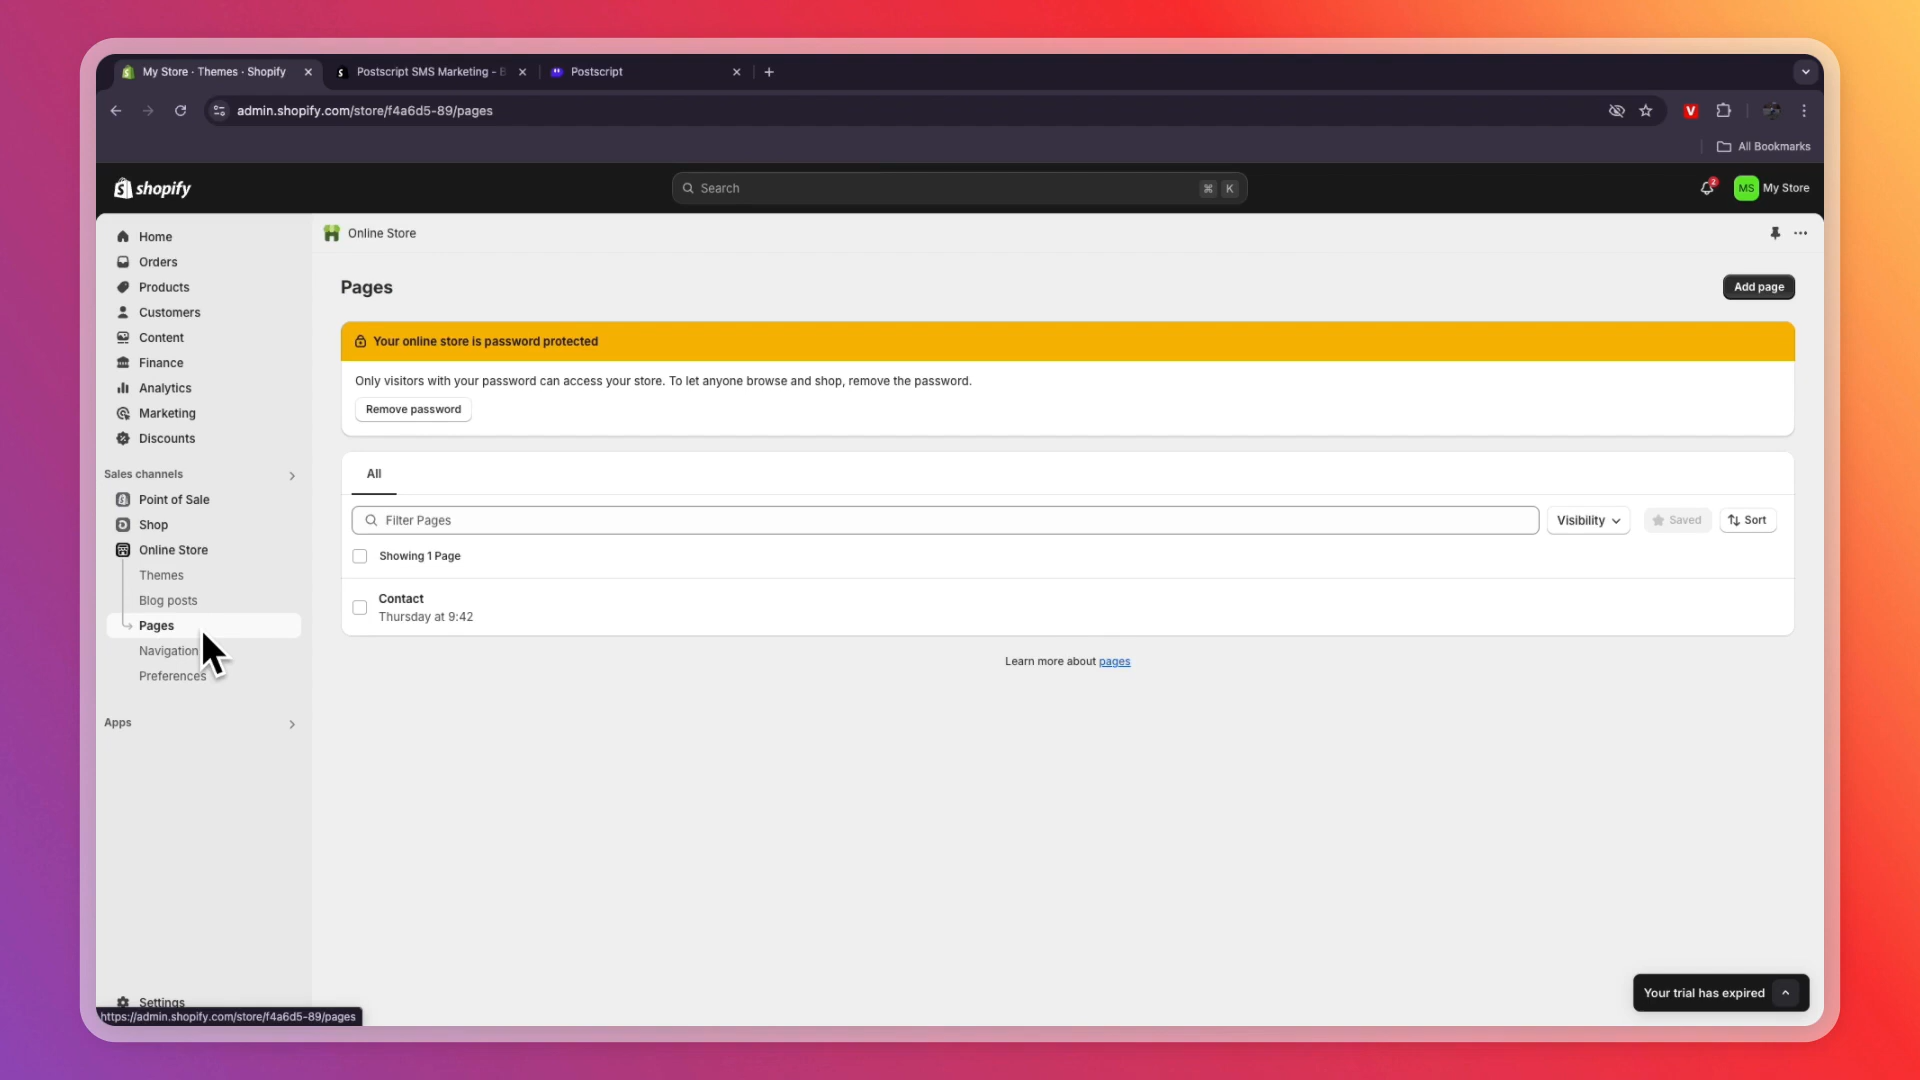 My Store · Themes · Shopify
Postscript SMS Marketing -
Postscript
admin.shopify.com/store/f4a6d5-89/pages
All Bookmarks
shopify
Search
⌘ K
2
MS
My Store
Home
Orders
Products
Customers
Content
Finance
Analytics
Marketing
Discounts
Sales channels
Point of Sale
Shop
Online Store
Themes
Blog posts
Pages
Navigation
Preferences
Apps
Settings
https://admin.shopify.com/store/f4a6d5-89/pages
Online Store
Pages
Add page
Your online store is password protected
Only visitors with your password can access your store. To let anyone browse and shop, remove the password.
Remove password
All
Filter Pages
Visibility
Saved
Sort
Showing 1 Page
Contact
Thursday at 9:42
Learn more about pages
Your trial has expired